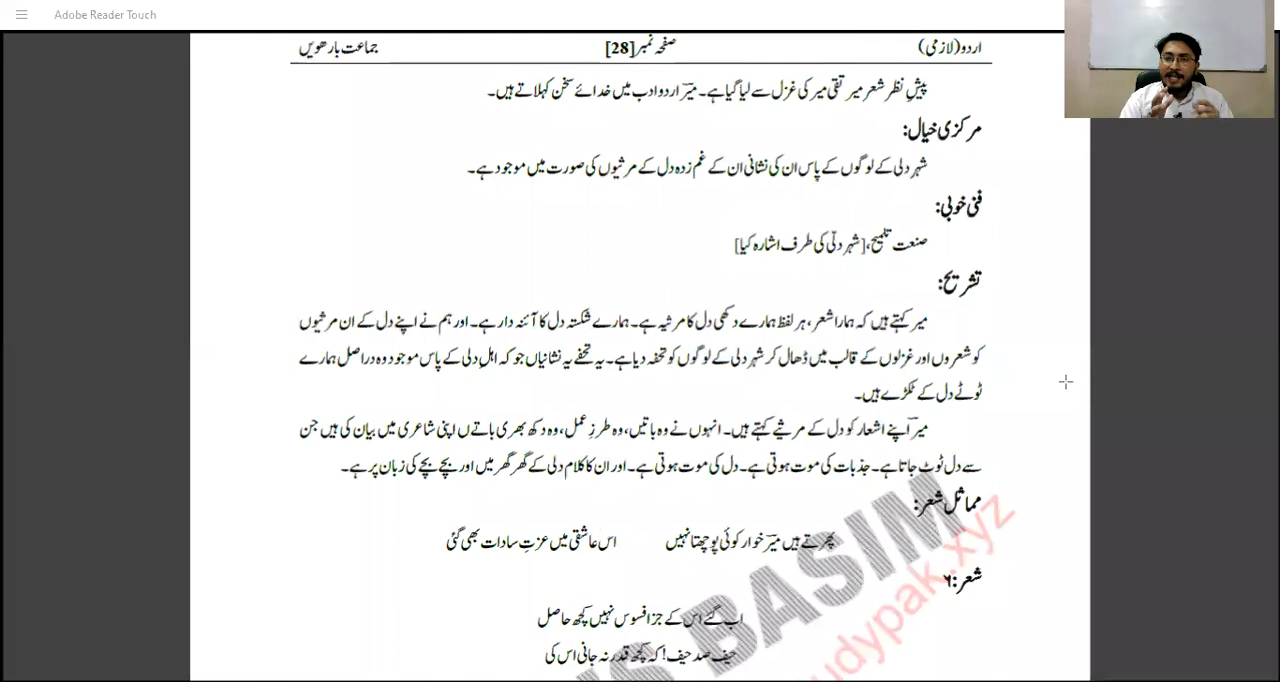 Adobe Reader Touch
اردو(لازمی) صفحہ نمبر[28] جماعت بارھویں
پیشِ نظر شعر میر تقی میر کی غزل سے لیا گیا ہے۔ میرؔ اردو ادب میں خدائے سخن کہلاتے ہیں۔
مرکزی خیال:
شہرِ دلی کے لوگوں کے پاس ان کی نشانی ان کے غم زدہ دل کے مرثیوں کی صورت میں موجود ہے۔
فنی خوبی:
صنعت تلمیح، [شہر دلّی کی طرف اشارہ کیا]
تشریح:
میر کہتے ہیں کہ ہمارا شعر، ہر لفظ ہمارے دکھی دل کا مرثیہ ہے۔ ہمارے شکستہ دل کا آئنہ دار ہے۔ اور ہم نے اپنے دل کے ان مرثیوں
کو شعروں اور غزلوں کے قالب میں ڈھال کر شہر دلی کے لوگوں کو تحفہ دیا ہے۔ یہ تحفے یہ نشانیاں جو کہ اہلِ دلی کے پاس موجود وہ دراصل ہمارے
ٹوٹے دل کے ٹکڑے ہیں۔
میرؔ اپنے اشعار کو دل کے مرثیے کہتے ہیں۔ انہوں نے وہ باتیں، وہ طرزِ عمل، وہ دکھ بھری باتے ں اپنی شاعری میں بیان کی ہیں جن
سے دل ٹوٹ جاتا ہے۔ جذبات کی موت ہوتی ہے۔ دل کی موت ہوتی ہے۔ اور ان کا کلام دلی کے گھر گھر میں اور بچے بچے کی زبان پر ہے۔
مماثل شعر:
پھرتے ہیں میرؔ خوار کوئی پوچھتا نہیں اس عاشقی میں عزتِ سادات بھی گئی
شعر:۶
اب گئے اس کے جز افسوس نہیں کچھ حاصل
حیف صد حیف! کہ کچھ قدر نہ جانی اس کی
BASIM
udypak.xyz